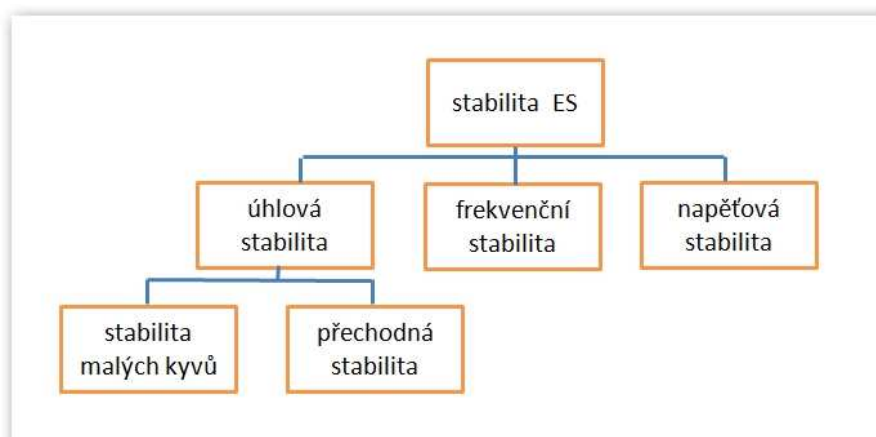 stabilita ES
úhlová
stabilita
frekvenční
stabilita
napěťová
stabilita
stabilita
malých kyvů
přechodná
stabilita